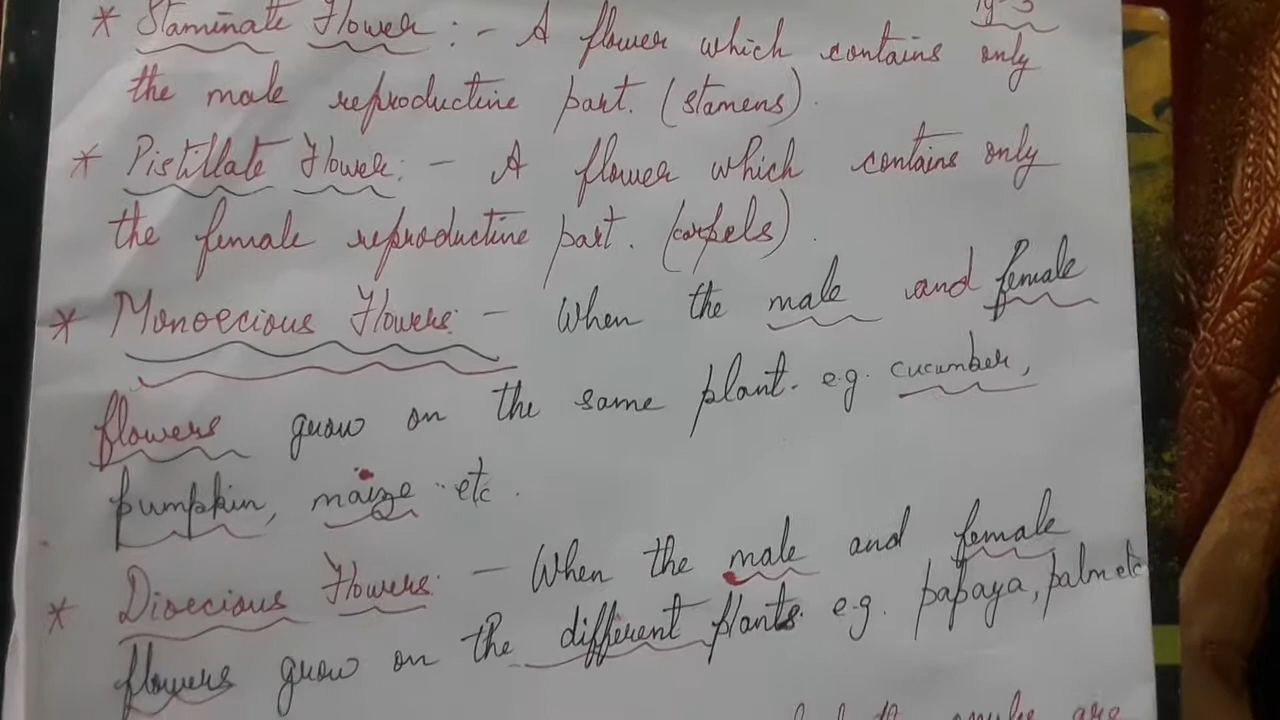 * Staminate Flower :- A flower which contains only
the male reproductive part. (stamens).
* Pistillate Flower: - A flower which contains only
the female reproductive part. (carpels).
* Monoecious Flowers: - When the male and female
flowers grow on the same plant. e.g. cucumber,
pumpkin, maize etc.
* Dioecious Flowers: - When the male and female
flowers grow on the different plants. e.g. papaya, palm etc